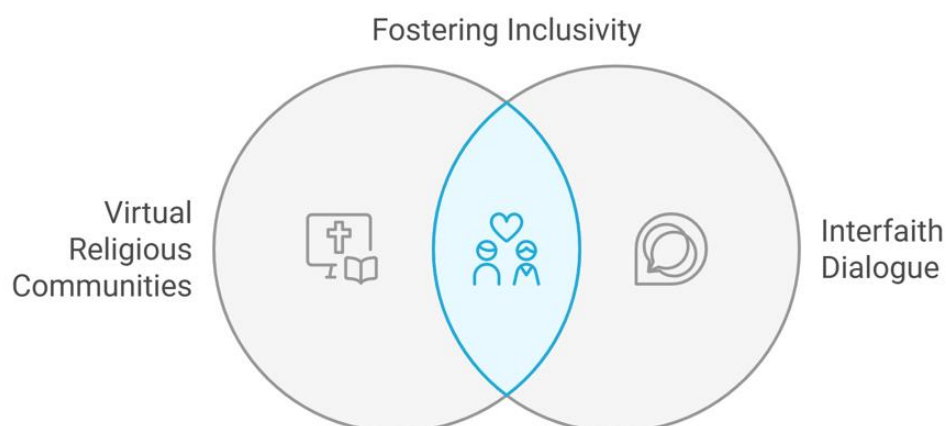 Fostering Inclusivity
Virtual
Religious
Communities
Interfaith
Dialogue